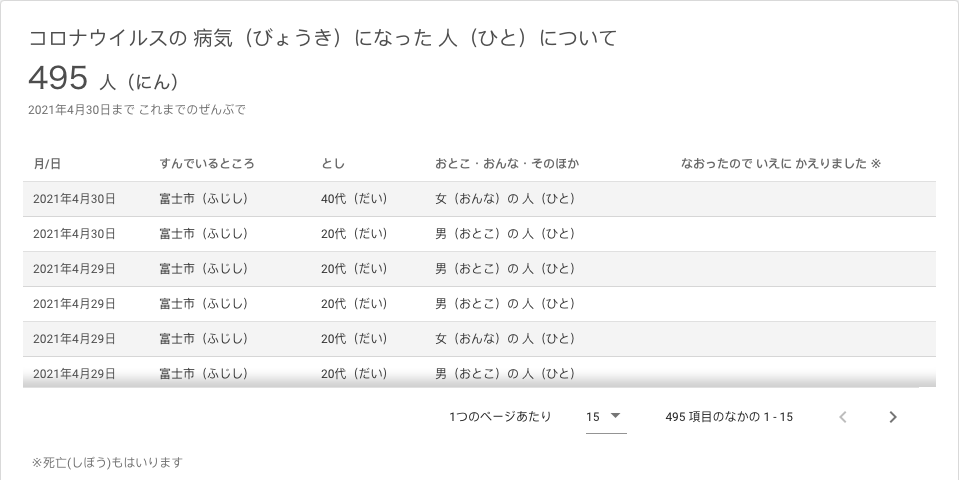 コロナウイルスの 病気（びょうき）になった 人（ひと）について
495 人（にん）
2021年4月30日まで これまでのぜんぶで
月/日 すんでいるところ とし おとこ・おんな・そのほか なおったので いえに かえりました ※
2021年4月30日 富士市（ふじし） 40代（だい） 女（おんな）の 人（ひと）
2021年4月30日 富士市（ふじし） 20代（だい） 男（おとこ）の 人（ひと）
2021年4月29日 富士市（ふじし） 20代（だい） 男（おとこ）の 人（ひと）
2021年4月29日 富士市（ふじし） 20代（だい） 男（おとこ）の 人（ひと）
2021年4月29日 富士市（ふじし） 20代（だい） 女（おんな）の 人（ひと）
2021年4月29日 富士市（ふじし） 20代（だい） 男（おとこ）の 人（ひと）
1つのページあたり 15 495 項目のなかの 1 - 15
※死亡(しぼう)もはいります